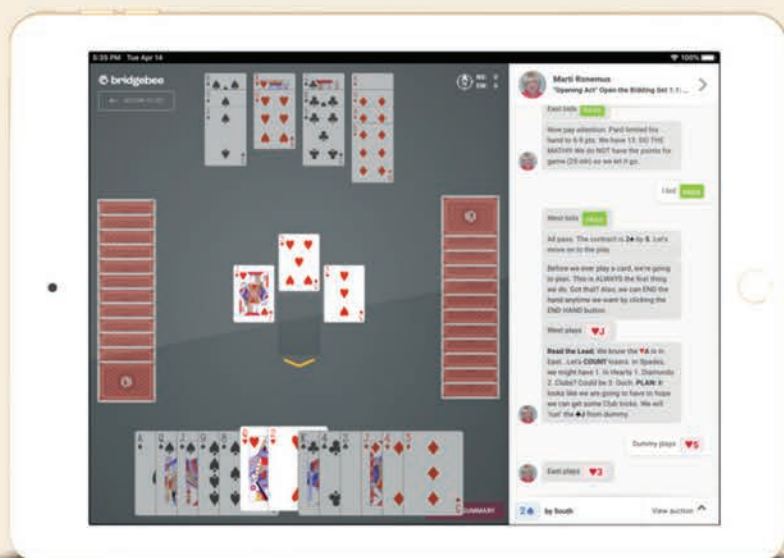 5:35 PM Tue Apr 14
100%
bridgebee
NS: 0
EW: 0
Marti Ronemus
"Opening Act" Open the Bidding Set 1.1: ...
East bids PASS
Now pay attention. Pard limited his
hand to 6-9 pts. We have 13. DO THE
MATH!!! We do NOT have the points for
game (25-ish) so we let it go.
I bid PASS
West bids PASS
All pass. The contract is 2♠ by S. Let's
move on to the play.
Before we ever play a card, we're going to
plan. This is ALWAYS the first thing
we do. Got that? Also, we can END the
hand anytime we want by clicking the
END HAND button.
West plays ♥J
Read the Lead; We know the ♥A is in
East.. Let's COUNT losers. In Spades,
we might have 1. In Hearts 1. Diamonds
2. Clubs? Could be 3. Ouch. PLAN: It
looks like we are going to have to hope
we can get some Club tricks. We will
"run" the ♣J from dummy.
Dummy plays ♥5
East plays ♥3
SUMMARY
2♠ by South
View auction